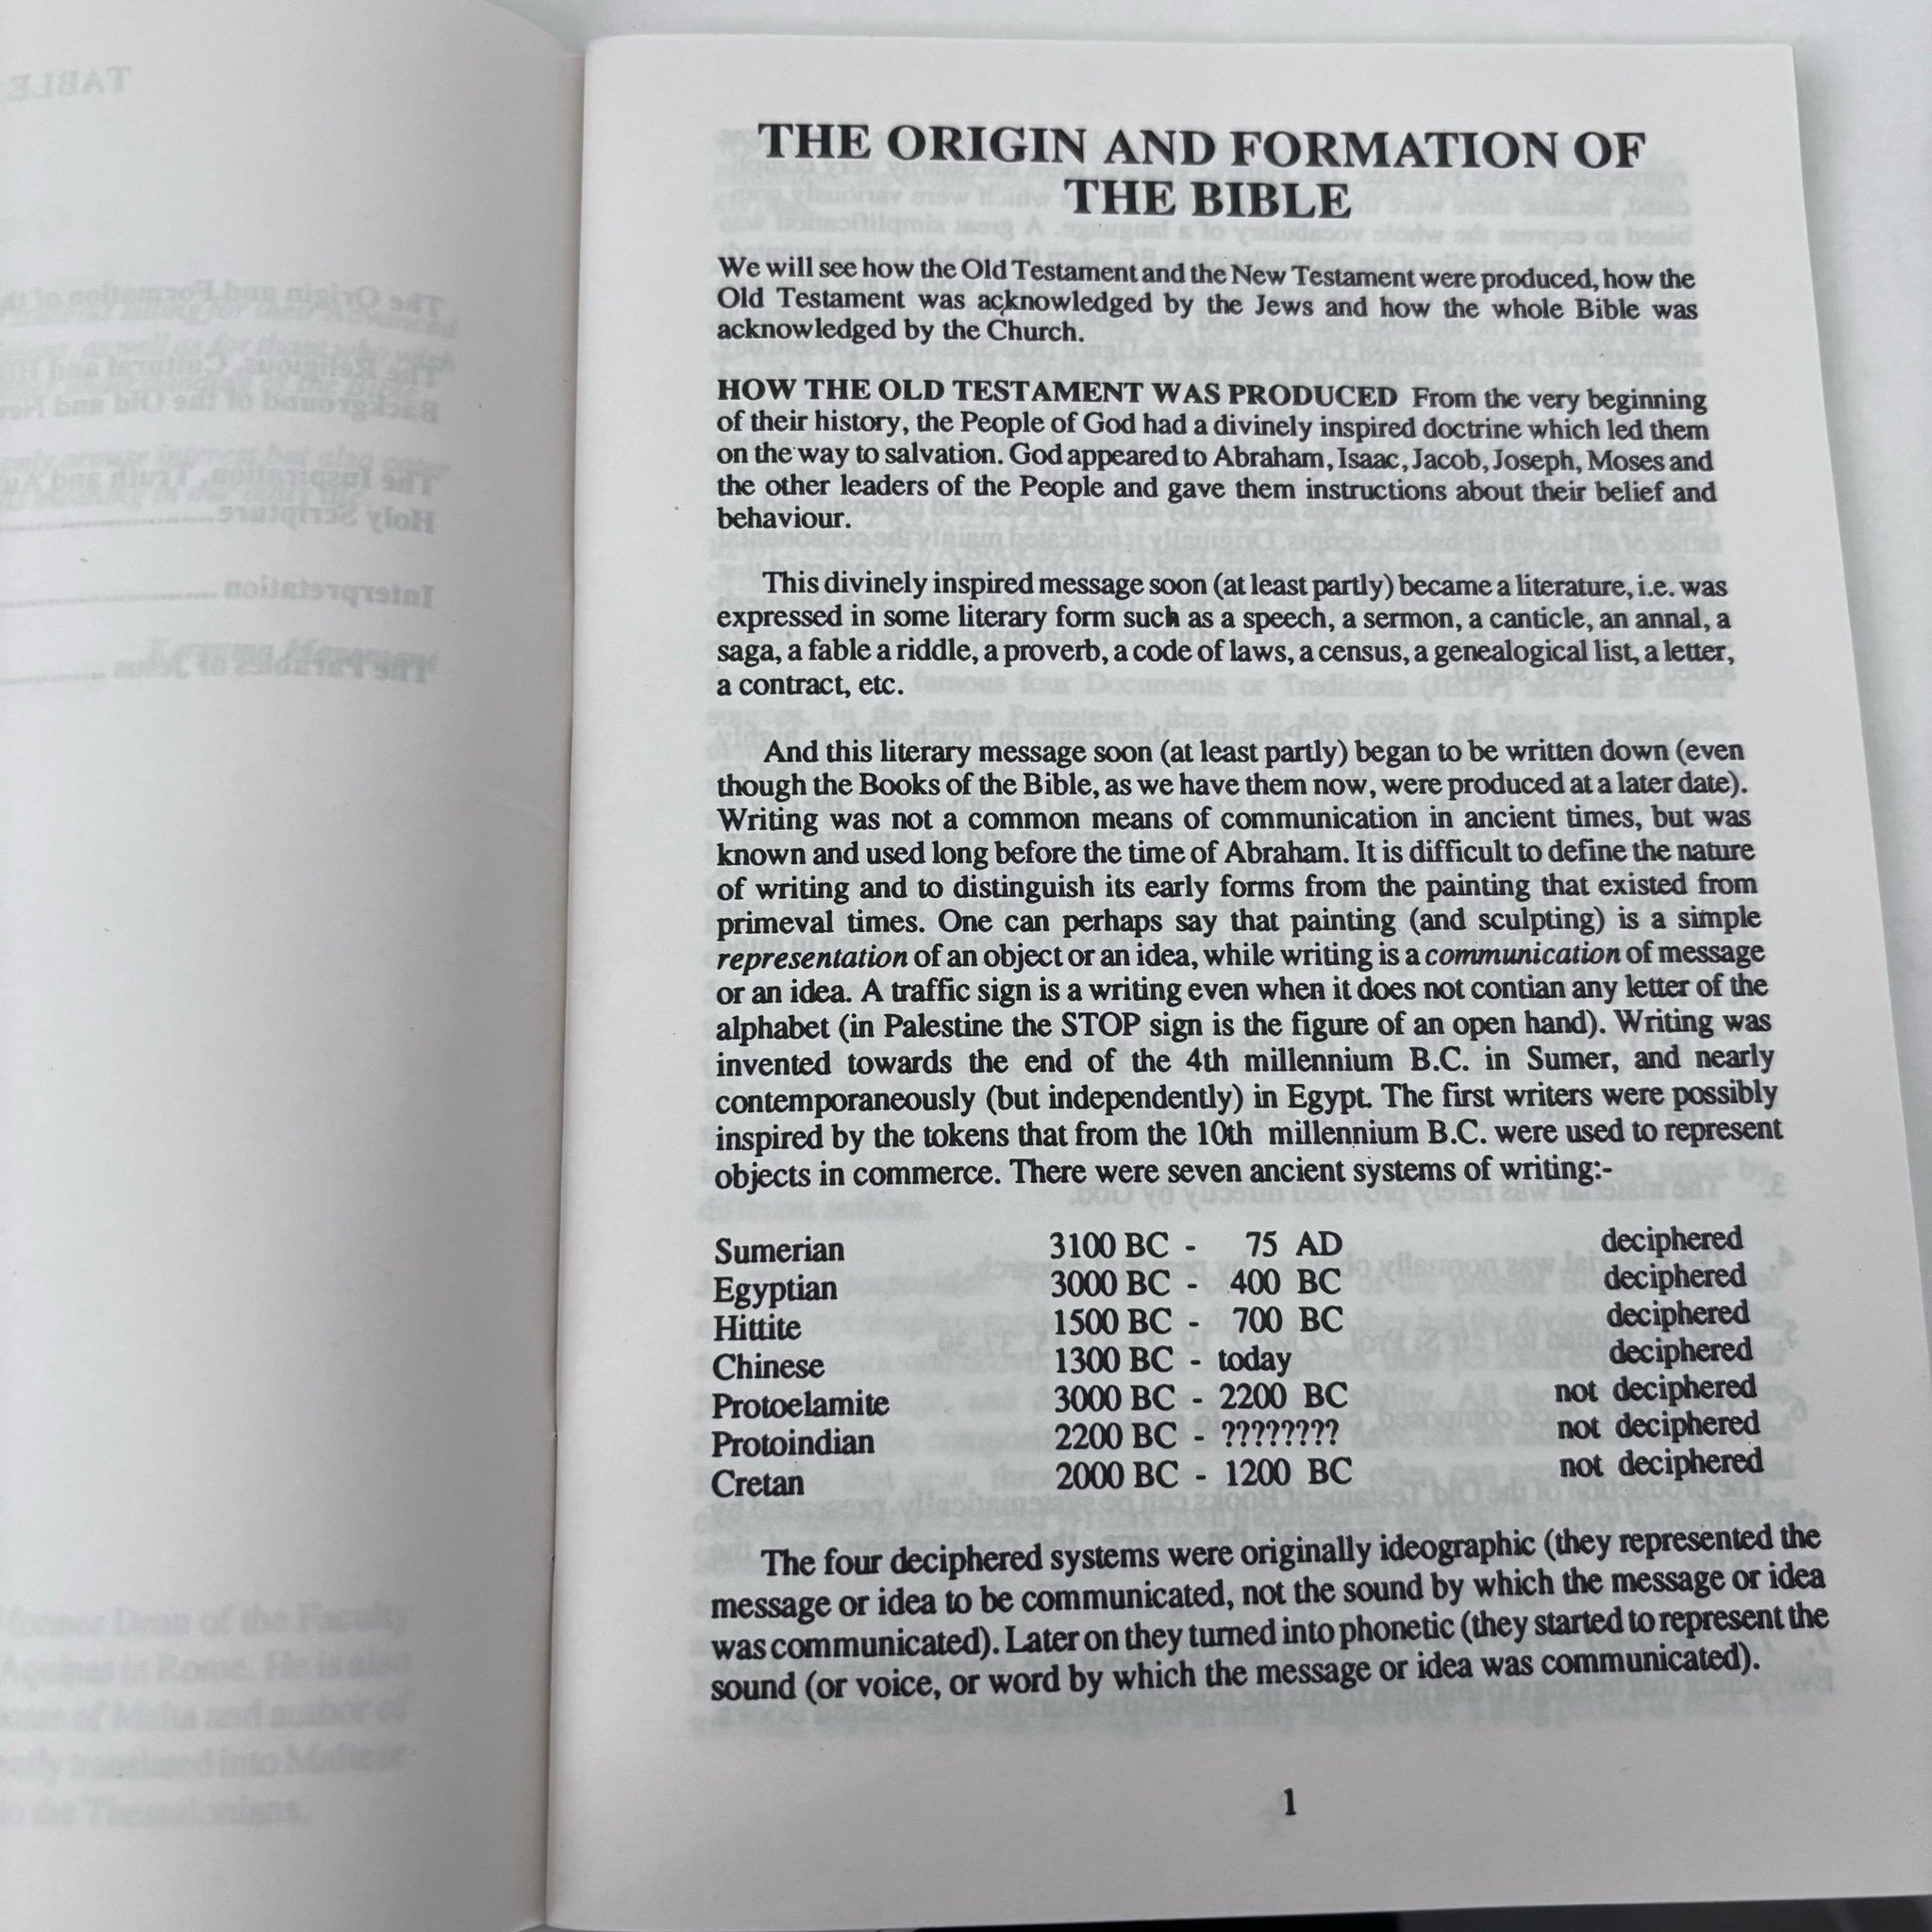 THE ORIGIN AND FORMATION OF
THE BIBLE
We will see how the Old Testament and the New Testament were produced, how the
Old Testament was acknowledged by the Jews and how the whole Bible was
acknowledged by the Church.
HOW THE OLD TESTAMENT WAS PRODUCED From the very beginning
of their history, the People of God had a divinely inspired doctrine which led them
on the way to salvation. God appeared to Abraham, Isaac, Jacob, Joseph, Moses and
the other leaders of the People and gave them instructions about their belief and
behaviour.
This divinely inspired message soon (at least partly) became a literature, i.e. was
expressed in some literary form such as a speech, a sermon, a canticle, an annal, a
saga, a fable a riddle, a proverb, a code of laws, a census, a genealogical list, a letter,
a contract, etc.
And this literary message soon (at least partly) began to be written down (even
though the Books of the Bible, as we have them now, were produced at a later date).
Writing was not a common means of communication in ancient times, but was
known and used long before the time of Abraham. It is difficult to define the nature
of writing and to distinguish its early forms from the painting that existed from
primeval times. One can perhaps say that painting (and sculpting) is a simple
representation of an object or an idea, while writing is a communication of message
or an idea. A traffic sign is a writing even when it does not contian any letter of the
alphabet (in Palestine the STOP sign is the figure of an open hand). Writing was
invented towards the end of the 4th millennium B.C. in Sumer, and nearly
contemporaneously (but independently) in Egypt. The first writers were possibly
inspired by the tokens that from the 10th millennium B.C. were used to represent
objects in commerce. There were seven ancient systems of writing:-
Sumerian 3100 BC - 75 AD deciphered
Egyptian 3000 BC - 400 BC deciphered
Hittite 1500 BC - 700 BC deciphered
Chinese 1300 BC - today deciphered
Protoelamite 3000 BC - 2200 BC not deciphered
Protoindian 2200 BC - ???????? not deciphered
Cretan 2000 BC - 1200 BC not deciphered
The four deciphered systems were originally ideographic (they represented the
message or idea to be communicated, not the sound by which the message or idea
was communicated). Later on they turned into phonetic (they started to represent the
sound (or voice, or word by which the message or idea was communicated).
1